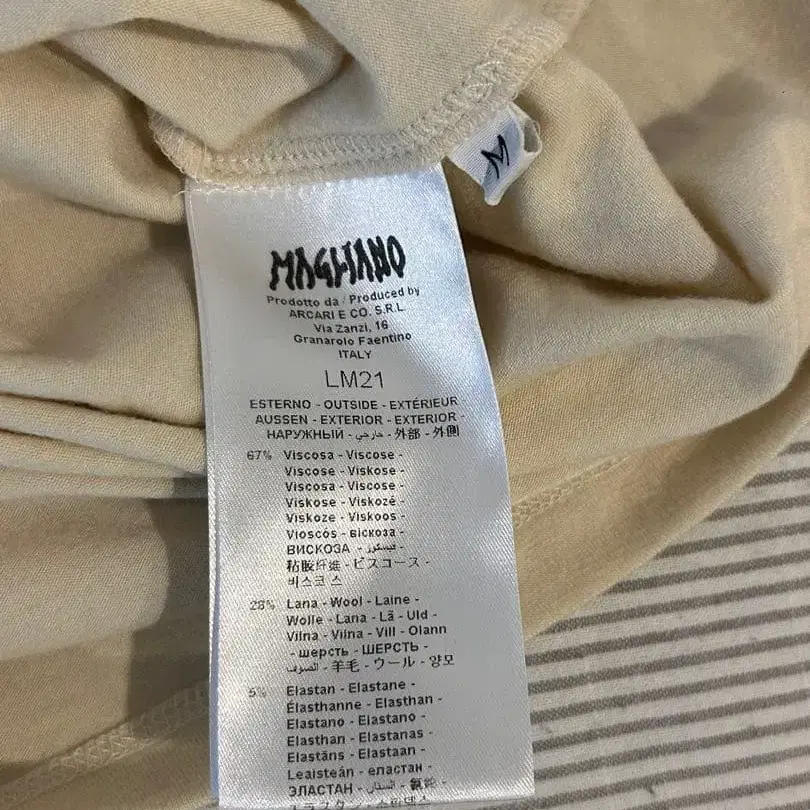 M
MAGLIANO
Prodotto da / Produced by
ARCARI E CO. S.R.L
Via Zanzi, 16
Granarolo Faentino
ITALY
LM21
ESTERNO - OUTSIDE - EXTÉRIEUR -
AUSSEN - EXTERIOR - EXTERIOR -
НАРУЖНЫЙ - خارجي - 外部 - 外側
67% Viscosa - Viscose -
Viscose - Viskose -
Viscosa - Viscose -
Viskose - Viskozé -
Viskoze - Viskoos -
Vioscós - віскоза -
ВИСКОЗА - فيسكوز -
粘胶纤维 - ビスコース -
비스코스
28% Lana - Wool - Laine -
Wolle - Lana - Lã - Uld -
Vilna - Vilna - Vill - Olann
- шерсть - ШЕРСТЬ -
الصوف - 羊毛 - ウール - 양모
5% Elastan - Elastane -
Élasthanne - Elasthan -
Elastano - Elastano -
Elasthan - Elastanas -
Elastāns - Elastaan -
Leaisteán - еластан -
ЭЛАСТАН -